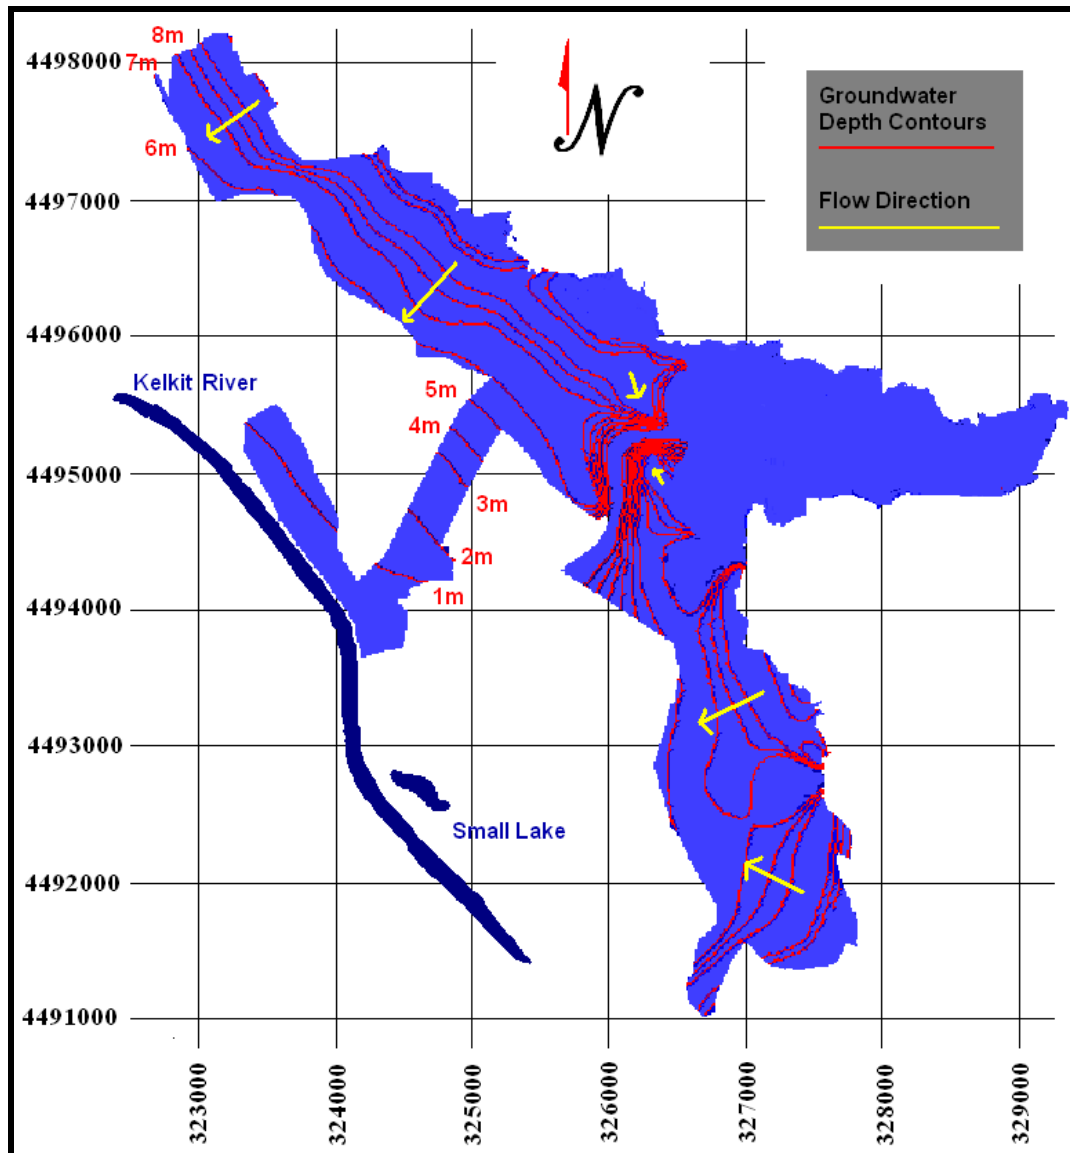 8m
4498000
7m
Groundwater
Depth Contours
6m
4497000
Flow Direction
4496000
Kelkit River
5m
4m
4495000
3m
2m
1m
4494000
N
4493000
Small Lake
4492000
4491000
323000
324000
325000
326000
327000
328000
329000